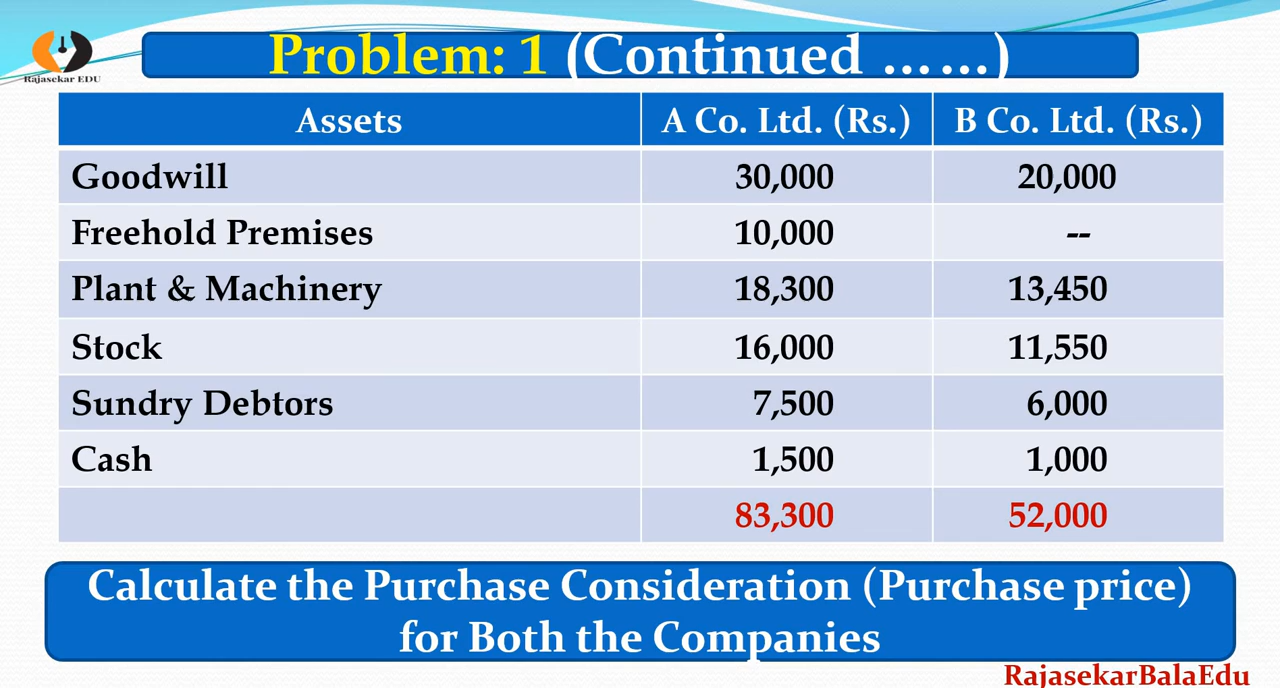 Rajasekar EDU
Problem: 1 (Continued ……)
Assets A Co. Ltd. (Rs.) B Co. Ltd. (Rs.)
Goodwill 30,000 20,000
Freehold Premises 10,000 --
Plant & Machinery 18,300 13,450
Stock 16,000 11,550
Sundry Debtors 7,500 6,000
Cash 1,500 1,000
83,300 52,000
Calculate the Purchase Consideration (Purchase price)
for Both the Companies
RajasekarBalaEdu